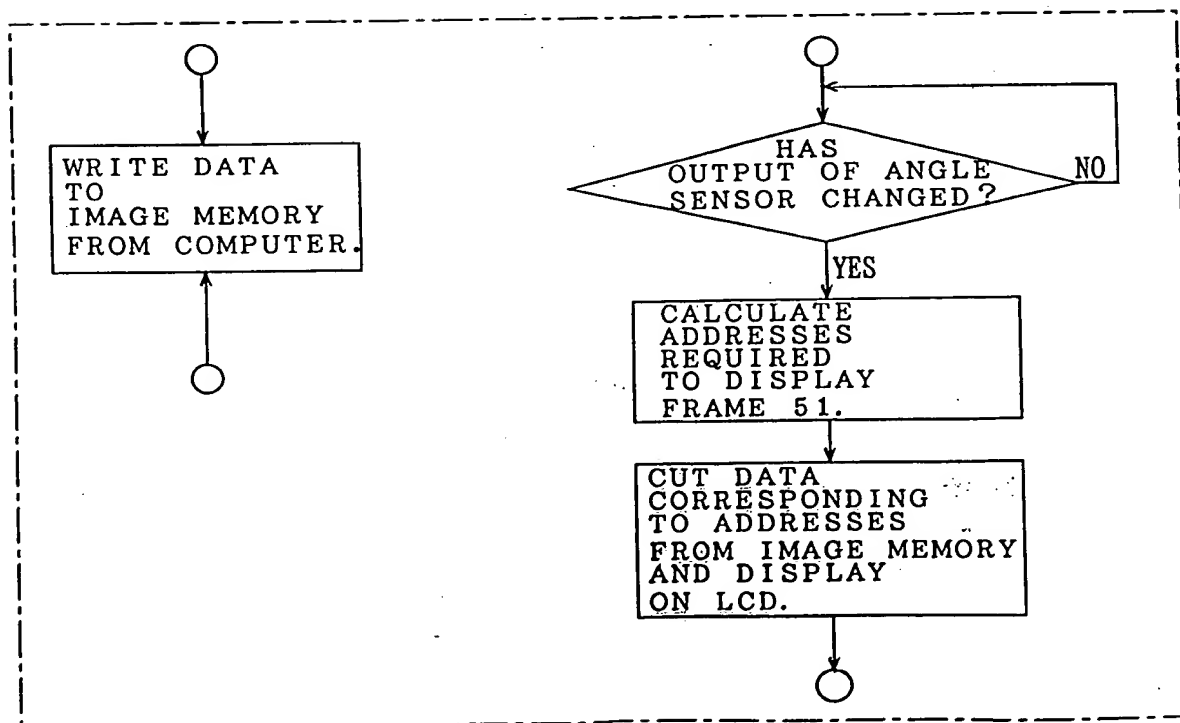 WRITE DATA
TO
IMAGE MEMORY
FROM COMPUTER.
HAS
OUTPUT OF ANGLE
SENSOR CHANGED?
NO
YES
CALCULATE
ADDRESSES
REQUIRED
TO DISPLAY
FRAME 51.
CUT DATA
CORRESPONDING
TO ADDRESSES
FROM IMAGE MEMORY
AND DISPLAY
ON LCD.